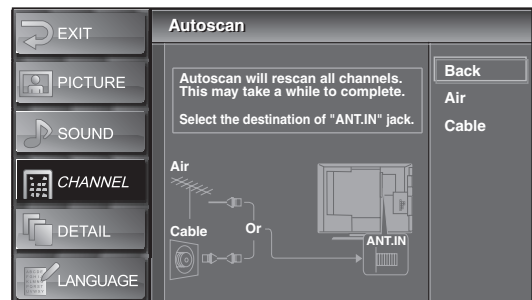 EXIT
PICTURE
SOUND
CHANNEL
DETAIL
LANGUAGE
Autoscan
Autoscan will rescan all channels.
This may take a while to complete.
Select the destination of "ANT.IN" jack.
Air
Cable
Or
ANT.IN
Back
Air
Cable